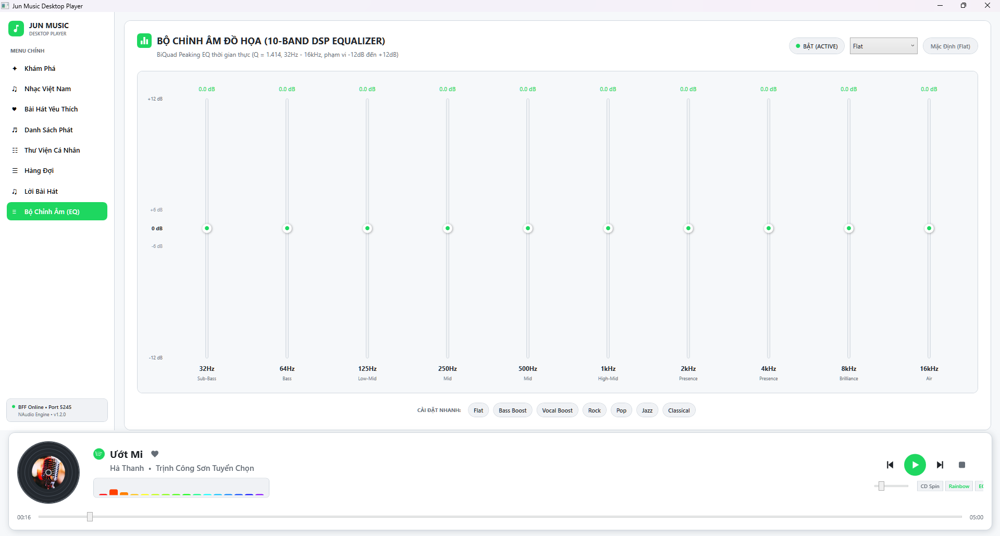 Jun Music Desktop Player
JUN MUSIC
DESKTOP PLAYER
MENU CHÍNH
Khám Phá
Nhạc Việt Nam
Bài Hát Yêu Thích
Danh Sách Phát
Thư Viện Cá Nhân
Hàng Đợi
Lời Bài Hát
Bộ Chỉnh Âm (EQ)
BFF Online • Port 5245
NAudio Engine • v1.2.0
BỘ CHỈNH ÂM ĐỒ HỌA (10-BAND DSP EQUALIZER)
BiQuad Peaking EQ thời gian thực (Q = 1.414, 32Hz - 16kHz, phạm vi -12dB đến +12dB)
BẬT (ACTIVE)
Flat
Mặc Định (Flat)
0.0 dB 0.0 dB 0.0 dB 0.0 dB 0.0 dB 0.0 dB 0.0 dB 0.0 dB 0.0 dB 0.0 dB
+12 dB
+6 dB
0 dB
-6 dB
-12 dB
32Hz 64Hz 125Hz 250Hz 500Hz 1kHz 2kHz 4kHz 8kHz 16kHz
Sub-Bass Bass Low-Mid Mid Mid High-Mid Presence Presence Brilliance Air
CÀI ĐẶT NHANH: Flat Bass Boost Vocal Boost Rock Pop Jazz Classical
Ướt Mi
Hà Thanh • Trịnh Công Sơn Tuyển Chọn
CD Spin Rainbow
00:16
05:00